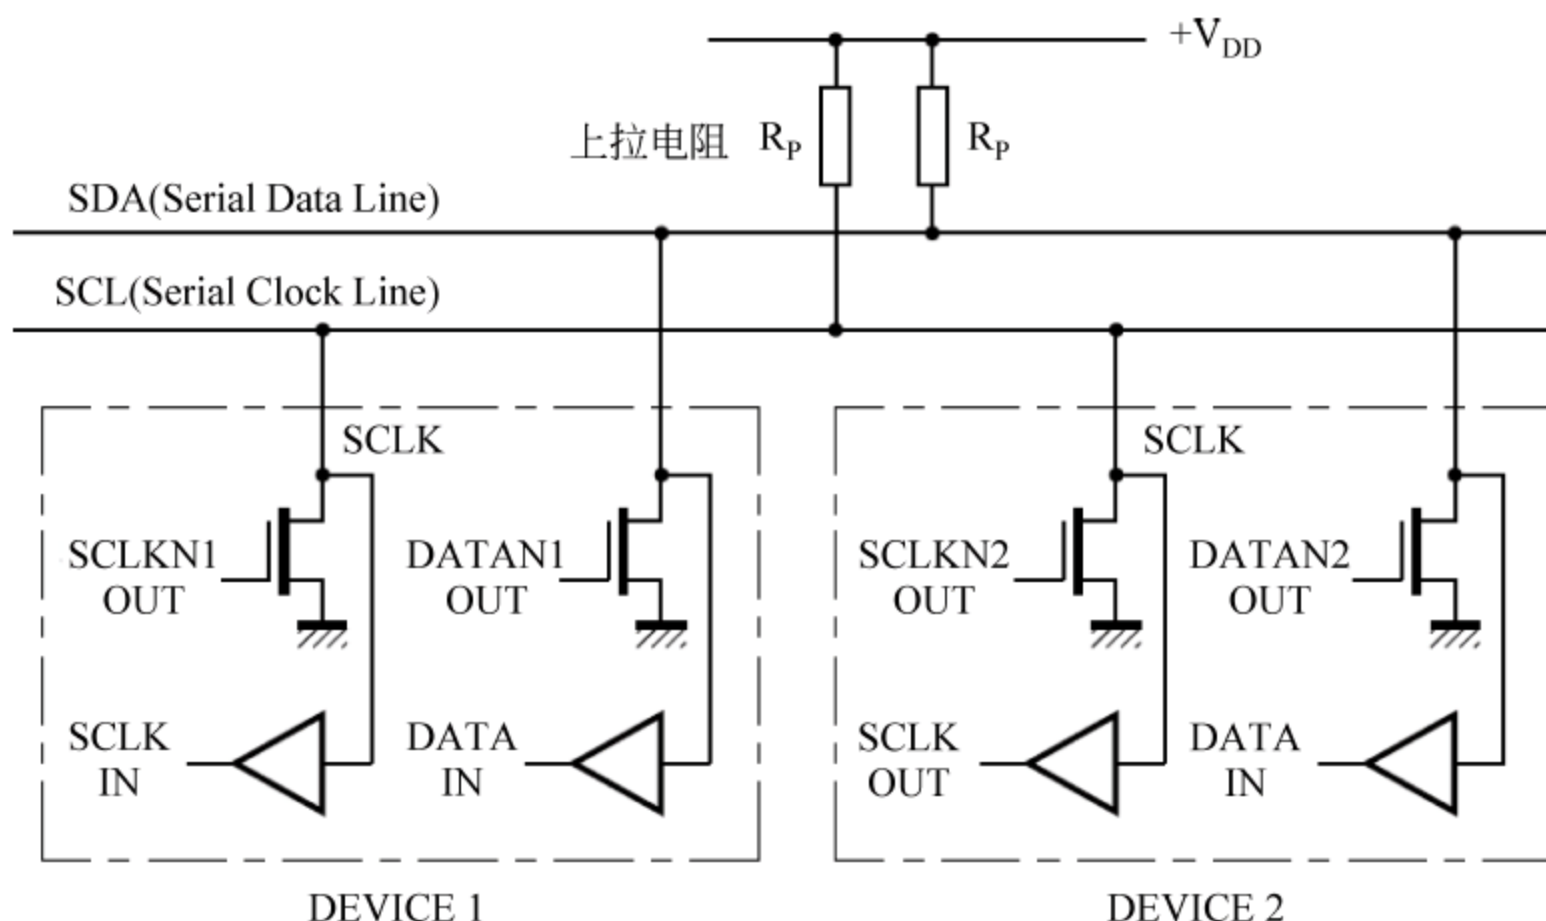 +VDD
上拉电阻 RP RP
SDA(Serial Data Line)
SCL(Serial Clock Line)
SCLK SCLK
SCLKN1 DATAN1 SCLKN2 DATAN2
OUT OUT OUT OUT
SCLK DATA SCLK DATA
IN IN OUT IN
DEVICE 1 DEVICE 2